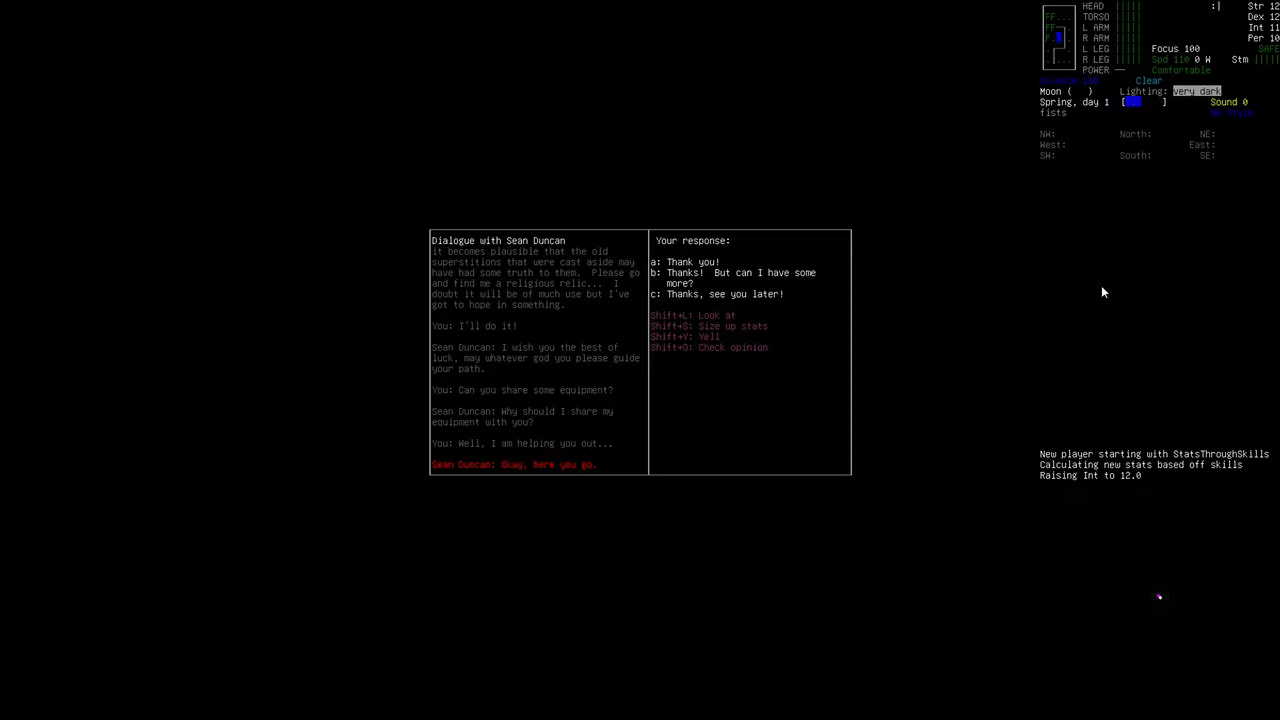 HEAD ||||| :| Str 12
FF... TORSO ||||| Dex 12
FF L ARM ||||| Int 11
F. R ARM ||||| Per 10
L LEG ||||| Focus 100 SAFE
R LEG ||||| Spd 110 0 W Stm |||||
POWER -- Comfortable
Clear
Moon ( ) Lighting: very dark
Spring, day 1 [ ] Sound 0
fists No Style
NW: North: NE:
West: East:
SW: South: SE:
Dialogue with Sean Duncan
it becomes plausible that the old
superstitions that were cast aside may
have had some truth to them. Please go
and find me a religious relic... I
doubt it will be of much use but I've
got to hope in something.
You: I'll do it!
Sean Duncan: I wish you the best of
luck, may whatever god you please guide
your path.
You: Can you share some equipment?
Sean Duncan: Why should I share my
equipment with you?
You: Well, I am helping you out...
Sean Duncan: Okay, here you go.
Your response:
a: Thank you!
b: Thanks! But can I have some
more?
c: Thanks, see you later!
Shift+L: Look at
Shift+S: Size up stats
Shift+Y: Yell
Shift+O: Check opinion
New player starting with StatsThroughSkills
Calculating new stats based off skills
Raising Int to 12.0